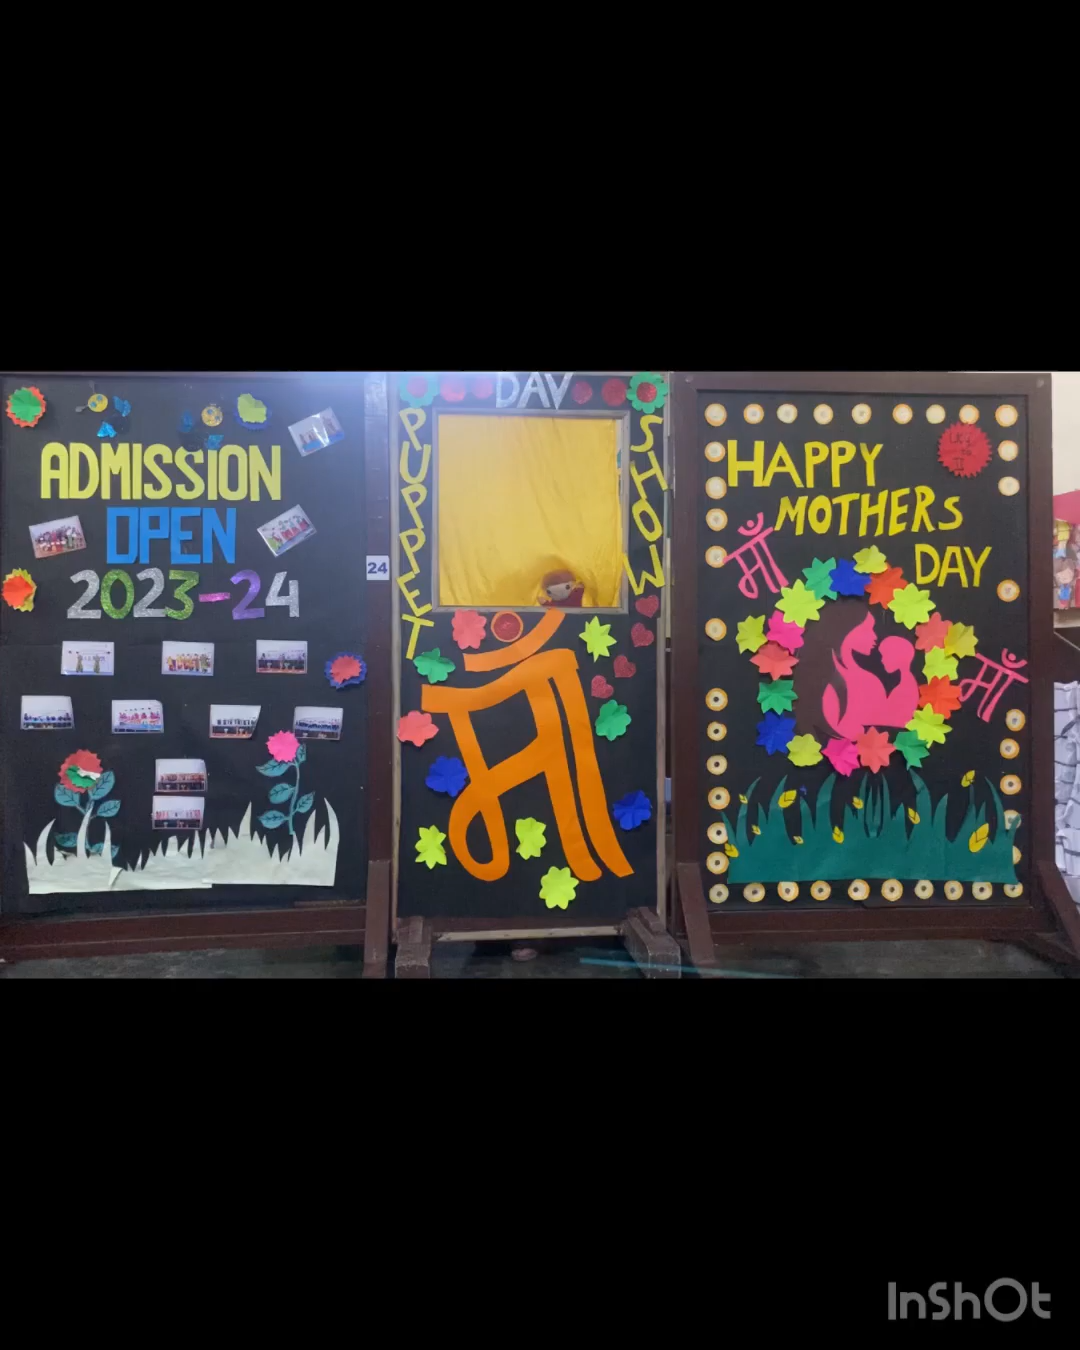 ADMISSION
OPEN
2023-24
24
DAV
PUPPET
SHOW
माँ
HAPPY
MOTHERS
DAY
माँ
माँ
InShOt